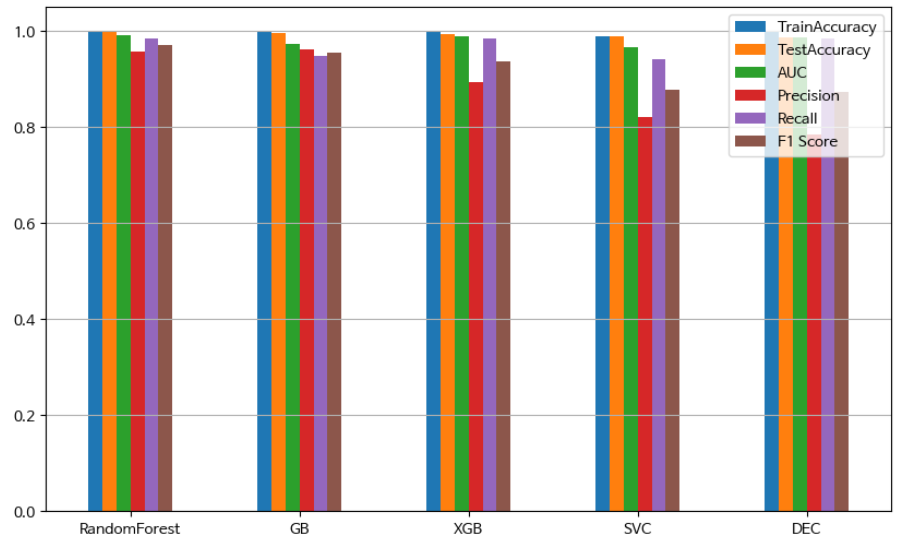 1.0
0.8
0.6
0.4
0.2
0.0
TrainAccuracy
TestAccuracy
AUC
Precision
Recall
F1 Score
RandomForest GB XGB SVC DEC